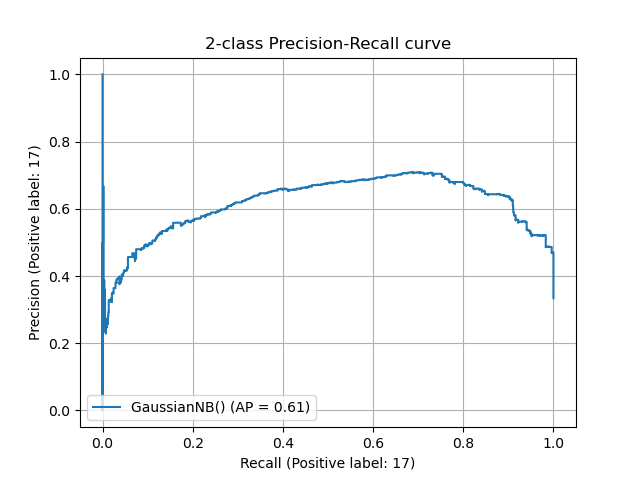 2-class Precision-Recall curve
1.0
0.8
0.6
0.4
0.2
0.0
Precision (Positive label: 17)
GaussianNB() (AP = 0.61)
0.0 0.2 0.4 0.6 0.8 1.0
Recall (Positive label: 17)